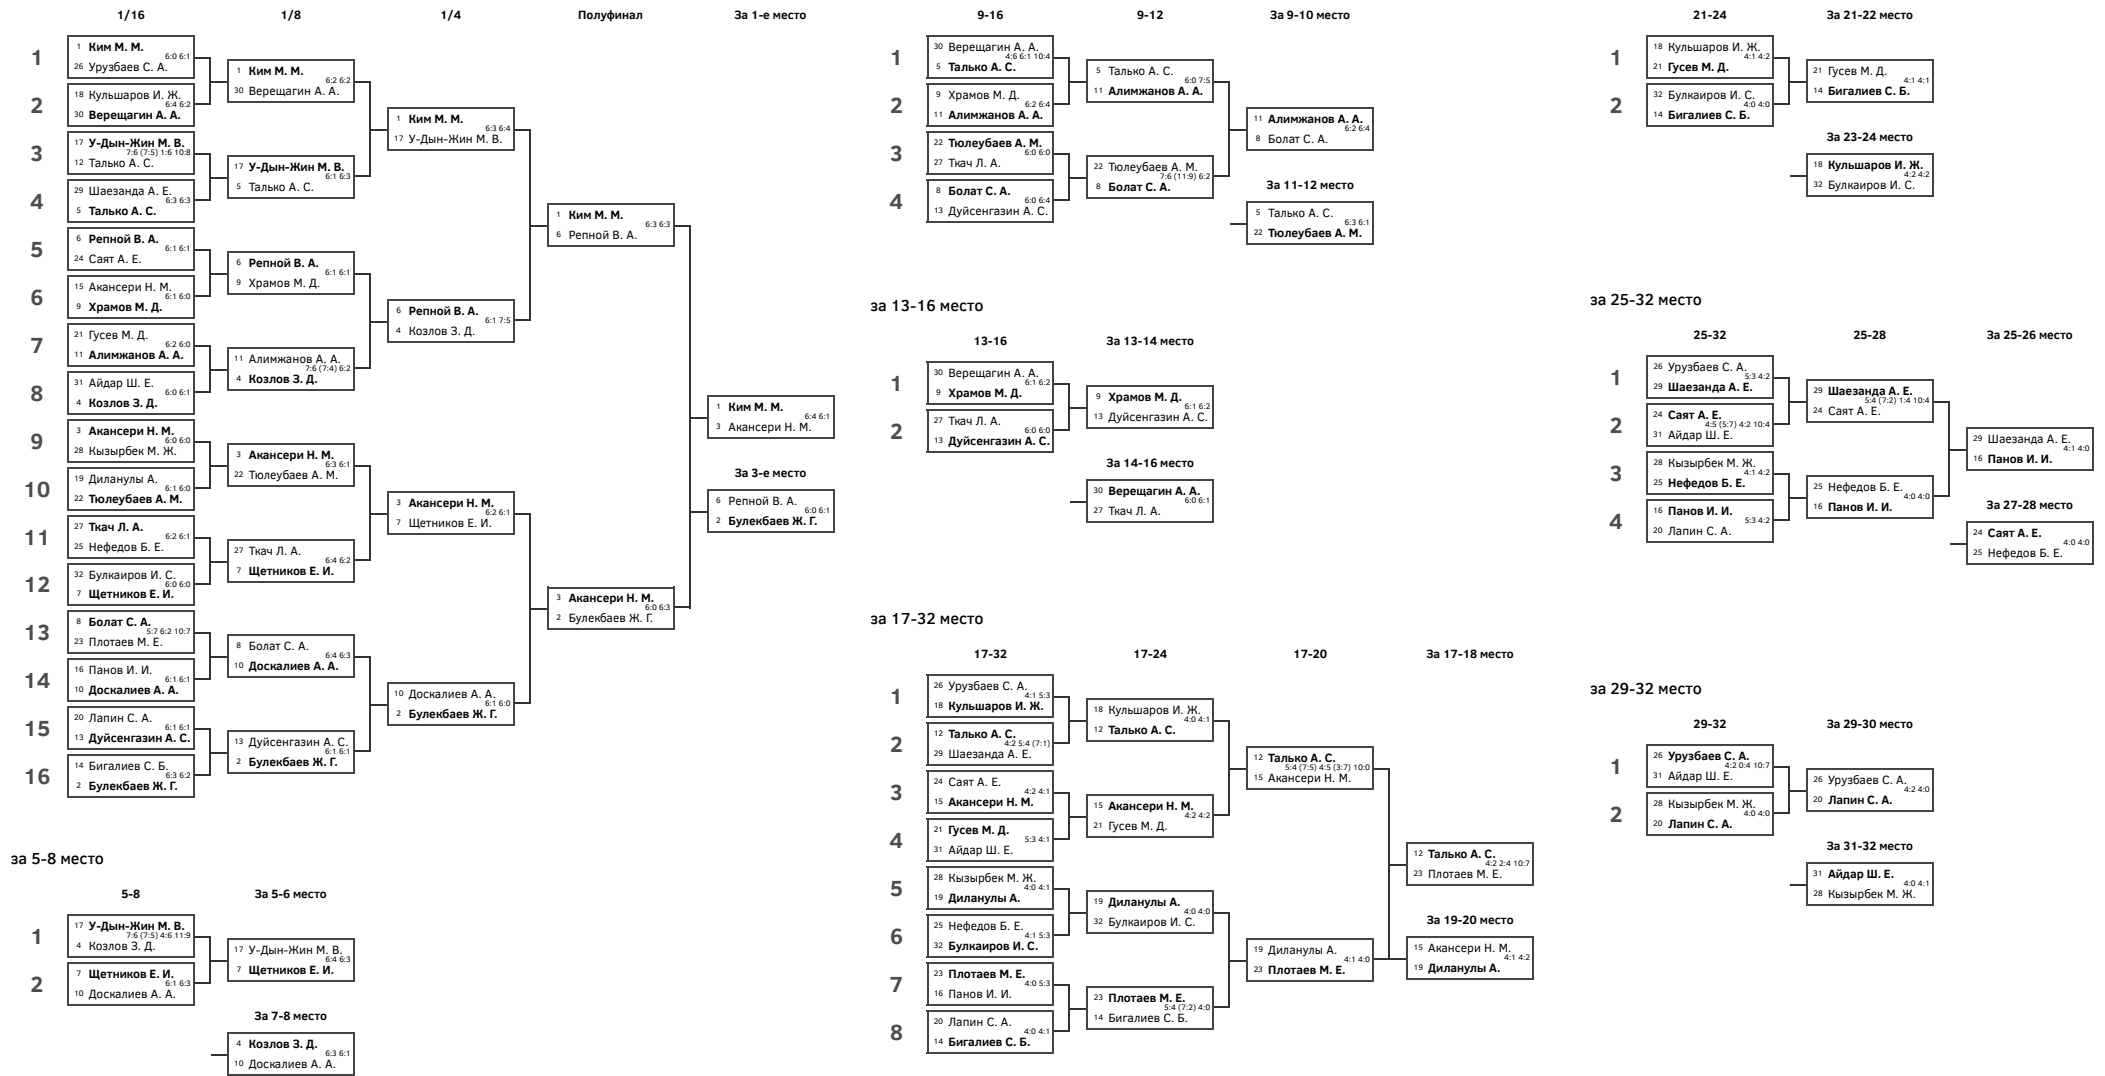 1/16
1/8
1/4
Полуфинал
За 1-е место
1
1 Ким М. М.
6:0 6:1
26 Урузбаев С. А.
2
18 Кульшаров И. Ж.
6:4 6:2
30 Верещагин А. А.
3
17 У-Дын-Жин М. В.
7:6 (7:5) 1:6 10:8
12 Талько А. С.
4
29 Шаезанда А. Е.
6:3 6:3
5 Талько А. С.
5
6 Репной В. А.
6:1 6:1
24 Саят А. Е.
6
15 Акансери Н. М.
6:1 6:0
9 Храмов М. Д.
7
21 Гусев М. Д.
6:2 6:0
11 Алимжанов А. А.
8
31 Айдар Ш. Е.
6:0 6:1
4 Козлов З. Д.
9
3 Акансери Н. М.
6:0 6:0
28 Кызырбек М. Ж.
10
19 Диланулы А.
6:1 6:0
22 Тюлеубаев А. М.
11
27 Ткач Л. А.
6:2 6:1
25 Нефедов Б. Е.
12
32 Булкаиров И. С.
6:0 6:0
7 Щетников Е. И.
13
8 Болат С. А.
5:7 6:2 10:7
23 Плотаев М. Е.
14
16 Панов И. И.
6:1 6:1
10 Доскалиев А. А.
15
20 Лапин С. А.
6:1 6:1
13 Дуйсенгазин А. С.
16
14 Бигалиев С. Б.
6:3 6:2
2 Булекбаев Ж. Г.
1 Ким М. М.
6:2 6:2
30 Верещагин А. А.
17 У-Дын-Жин М. В.
6:1 6:3
5 Талько А. С.
6 Репной В. А.
6:1 6:1
9 Храмов М. Д.
11 Алимжанов А. А.
7:6 (7:4) 6:2
4 Козлов З. Д.
3 Акансери Н. М.
6:3 6:1
22 Тюлеубаев А. М.
27 Ткач Л. А.
6:4 6:2
7 Щетников Е. И.
8 Болат С. А.
6:4 6:3
10 Доскалиев А. А.
13 Дуйсенгазин А. С.
6:1 6:1
2 Булекбаев Ж. Г.
1 Ким М. М.
6:3 6:4
17 У-Дын-Жин М. В.
6 Репной В. А.
6:1 7:5
4 Козлов З. Д.
3 Акансери Н. М.
6:2 6:1
7 Щетников Е. И.
10 Доскалиев А. А.
6:1 6:0
2 Булекбаев Ж. Г.
1 Ким М. М.
6:3 6:3
6 Репной В. А.
3 Акансери Н. М.
6:0 6:3
2 Булекбаев Ж. Г.
1 Ким М. М.
6:4 6:1
3 Акансери Н. М.
За 3-е место
6 Репной В. А.
6:0 6:1
2 Булекбаев Ж. Г.
за 5-8 место
5-8
За 5-6 место
1
17 У-Дын-Жин М. В.
7:6 (7:5) 4:6 11:9
4 Козлов З. Д.
2
7 Щетников Е. И.
6:1 6:3
10 Доскалиев А. А.
17 У-Дын-Жин М. В.
6:4 6:3
7 Щетников Е. И.
За 7-8 место
4 Козлов З. Д.
6:3 6:1
10 Доскалиев А. А.
9-16
9-12
За 9-10 место
1
30 Верещагин А. А.
4:6 6:1 10:4
5 Талько А. С.
2
9 Храмов М. Д.
6:2 6:4
11 Алимжанов А. А.
3
22 Тюлеубаев А. М.
6:0 6:0
27 Ткач Л. А.
4
8 Болат С. А.
6:0 6:4
13 Дуйсенгазин А. С.
5 Талько А. С.
6:0 7:5
11 Алимжанов А. А.
22 Тюлеубаев А. М.
7:6 (11:9) 6:2
8 Болат С. А.
11 Алимжанов А. А.
6:2 6:4
8 Болат С. А.
За 11-12 место
5 Талько А. С.
6:3 6:1
22 Тюлеубаев А. М.
за 13-16 место
13-16
За 13-14 место
1
30 Верещагин А. А.
6:1 6:2
9 Храмов М. Д.
2
27 Ткач Л. А.
6:0 6:0
13 Дуйсенгазин А. С.
9 Храмов М. Д.
6:1 6:2
13 Дуйсенгазин А. С.
За 14-16 место
30 Верещагин А. А.
6:0 6:1
27 Ткач Л. А.
за 17-32 место
17-32
17-24
17-20
За 17-18 место
1
26 Урузбаев С. А.
4:1 5:3
18 Кульшаров И. Ж.
2
12 Талько А. С.
4:2 5:4 (7:1)
29 Шаезанда А. Е.
3
24 Саят А. Е.
4:2 4:1
15 Акансери Н. М.
4
21 Гусев М. Д.
5:3 4:1
31 Айдар Ш. Е.
5
28 Кызырбек М. Ж.
4:0 4:1
19 Диланулы А.
6
25 Нефедов Б. Е.
4:1 5:3
32 Булкаиров И. С.
7
23 Плотаев М. Е.
4:0 5:3
16 Панов И. И.
8
20 Лапин С. А.
4:0 4:1
14 Бигалиев С. Б.
18 Кульшаров И. Ж.
4:0 4:1
12 Талько А. С.
15 Акансери Н. М.
4:2 4:2
21 Гусев М. Д.
19 Диланулы А.
4:0 4:0
32 Булкаиров И. С.
23 Плотаев М. Е.
5:4 (7:2) 4:0
14 Бигалиев С. Б.
12 Талько А. С.
5:4 (7:5) 4:5 (3:7) 10:0
15 Акансери Н. М.
19 Диланулы А.
4:1 4:0
23 Плотаев М. Е.
12 Талько А. С.
4:2 2:4 10:7
23 Плотаев М. Е.
За 19-20 место
15 Акансери Н. М.
4:1 4:2
19 Диланулы А.
21-24
За 21-22 место
1
18 Кульшаров И. Ж.
4:1 4:2
21 Гусев М. Д.
2
32 Булкаиров И. С.
4:0 4:0
14 Бигалиев С. Б.
21 Гусев М. Д.
4:1 4:1
14 Бигалиев С. Б.
За 23-24 место
18 Кульшаров И. Ж.
4:2 4:2
32 Булкаиров И. С.
за 25-32 место
25-32
25-28
За 25-26 место
1
26 Урузбаев С. А.
5:3 4:2
29 Шаезанда А. Е.
2
24 Саят А. Е.
4:5 (5:7) 4:2 10:4
31 Айдар Ш. Е.
3
28 Кызырбек М. Ж.
4:1 4:2
25 Нефедов Б. Е.
4
16 Панов И. И.
5:3 4:2
20 Лапин С. А.
29 Шаезанда А. Е.
5:4 (7:2) 1:4 10:4
24 Саят А. Е.
25 Нефедов Б. Е.
4:0 4:0
16 Панов И. И.
29 Шаезанда А. Е.
4:1 4:0
16 Панов И. И.
За 27-28 место
24 Саят А. Е.
4:0 4:0
25 Нефедов Б. Е.
за 29-32 место
29-32
За 29-30 место
1
26 Урузбаев С. А.
4:2 0:4 10:7
31 Айдар Ш. Е.
2
28 Кызырбек М. Ж.
4:0 4:0
20 Лапин С. А.
26 Урузбаев С. А.
4:2 4:0
20 Лапин С. А.
За 31-32 место
31 Айдар Ш. Е.
4:0 4:1
28 Кызырбек М. Ж.